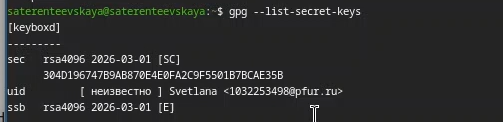 saterenteevskaya@saterenteevskaya:~$ gpg --list-secret-keys
[keyboxd]
---------
sec   rsa4096 2026-03-01 [SC]
      304D196747B9AB870E4E0FA2C9F5501B7BCAE35B
uid           [ неизвестно ] Svetlana <1032253498@pfur.ru>
ssb   rsa4096 2026-03-01 [E]